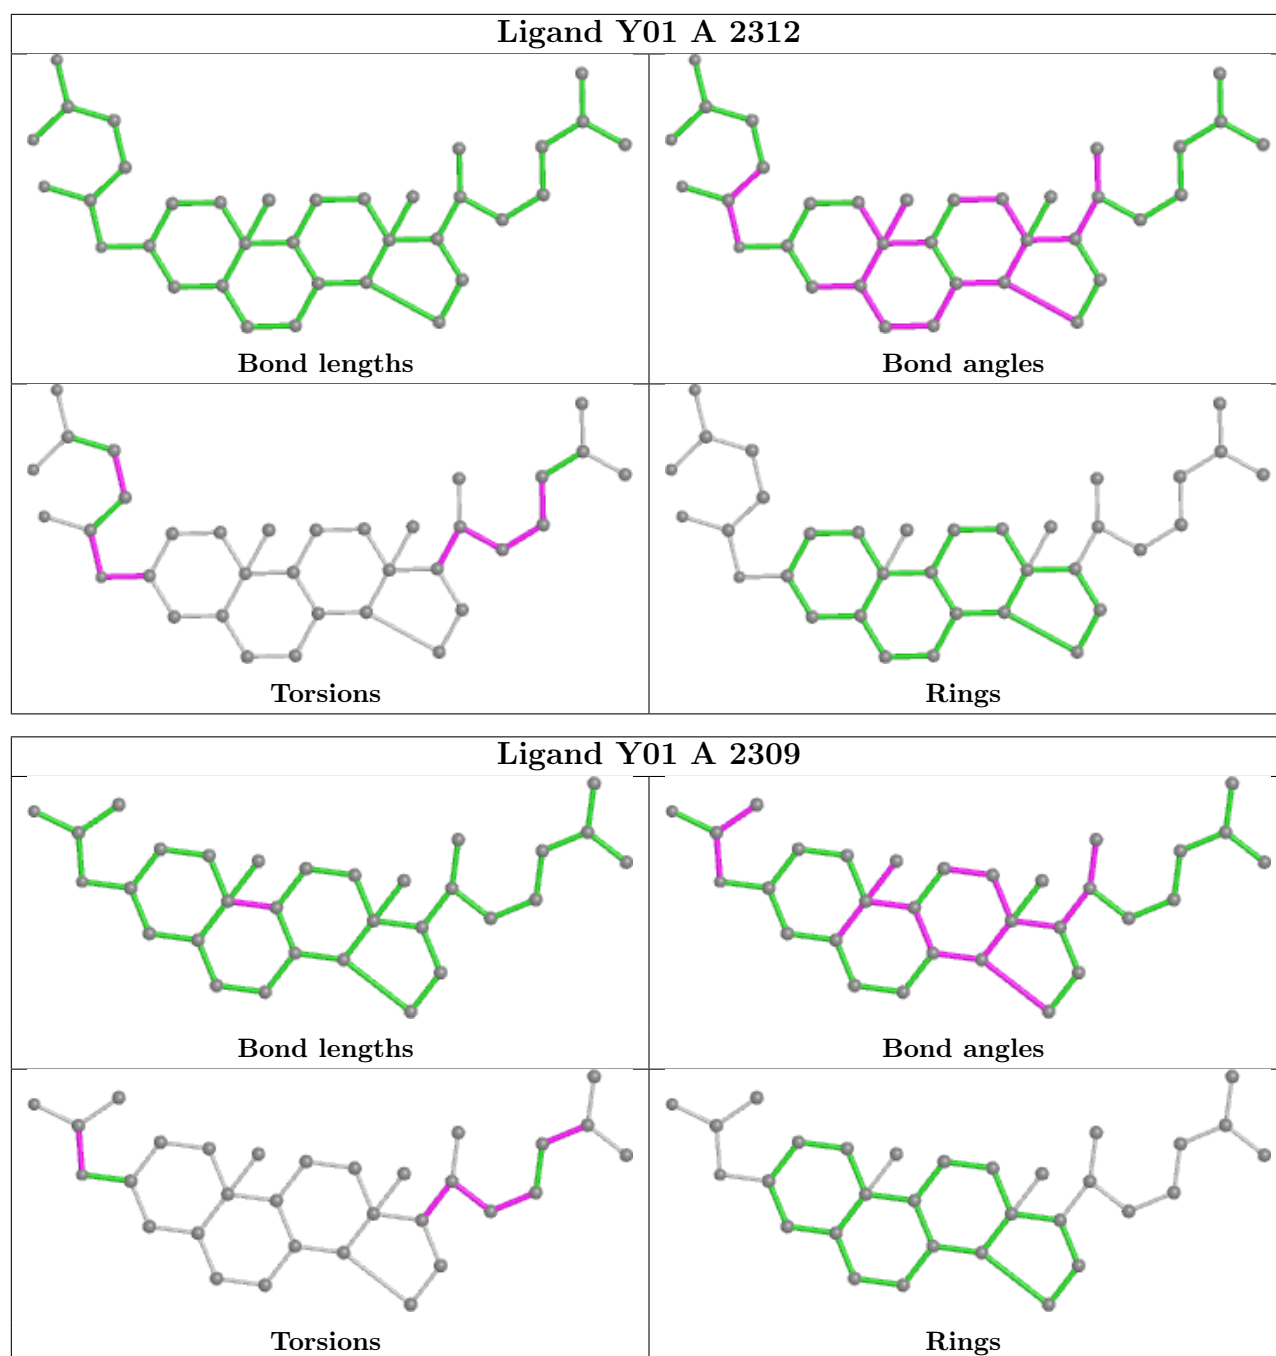 Ligand Y01 A 2312
Bond lengths
Bond angles
Torsions
Rings
Ligand Y01 A 2309
Bond lengths
Bond angles
Torsions
Rings